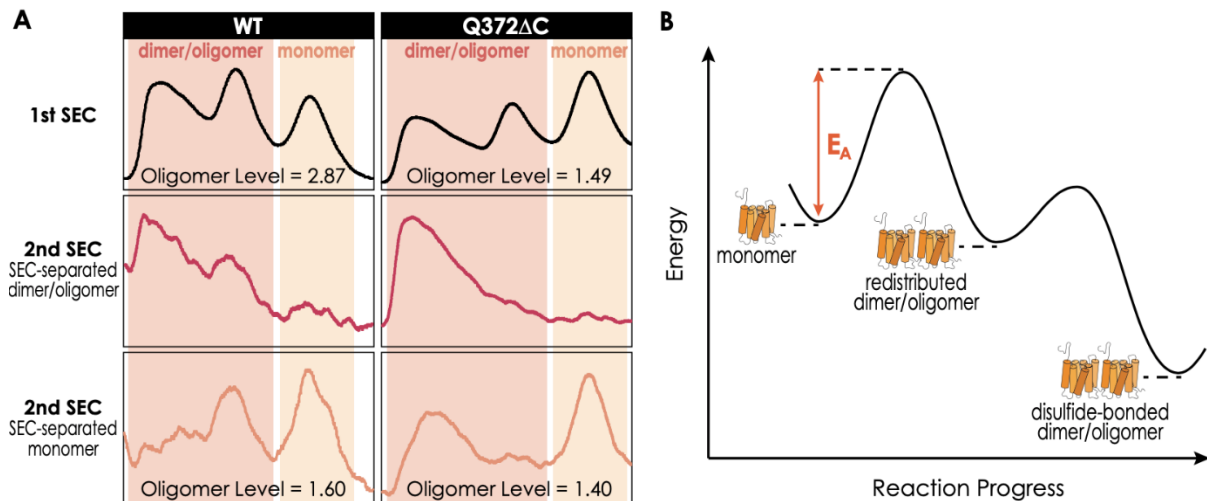 A
WT
Q372ΔC
dimer/oligomer
monomer
dimer/oligomer
monomer
1st SEC
Oligomer Level = 2.87
Oligomer Level = 1.49
2nd SEC
SEC-separated
dimer/oligomer
2nd SEC
SEC-separated
monomer
Oligomer Level = 1.60
Oligomer Level = 1.40
B
Energy
E_A
monomer
redistributed
dimer/oligomer
disulfide-bonded
dimer/oligomer
Reaction Progress